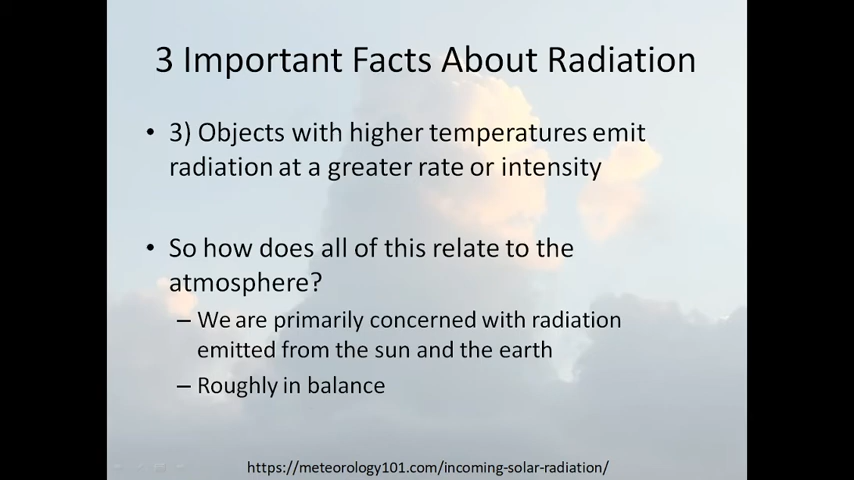 3 Important Facts About Radiation
• 3) Objects with higher temperatures emit
radiation at a greater rate or intensity
• So how does all of this relate to the
atmosphere?
– We are primarily concerned with radiation
emitted from the sun and the earth
– Roughly in balance
https://meteorology101.com/incoming-solar-radiation/